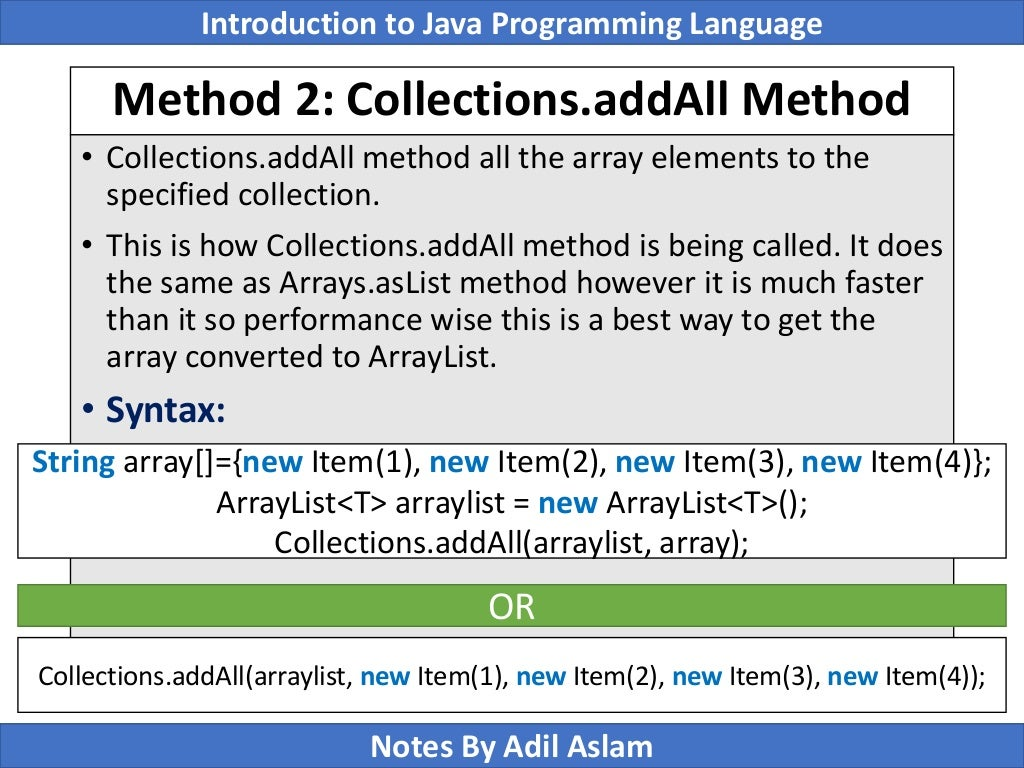 Introduction to Java Programming Language
Method 2: Collections.addAll Method
• Collections.addAll method all the array elements to the
specified collection.
• This is how Collections.addAll method is being called. It does
the same as Arrays.asList method however it is much faster
than it so performance wise this is a best way to get the
array converted to ArrayList.
• Syntax:
String array[]={new Item(1), new Item(2), new Item(3), new Item(4)};
ArrayList<T> arraylist = new ArrayList<T>();
Collections.addAll(arraylist, array);
OR
Collections.addAll(arraylist, new Item(1), new Item(2), new Item(3), new Item(4));
Notes By Adil Aslam